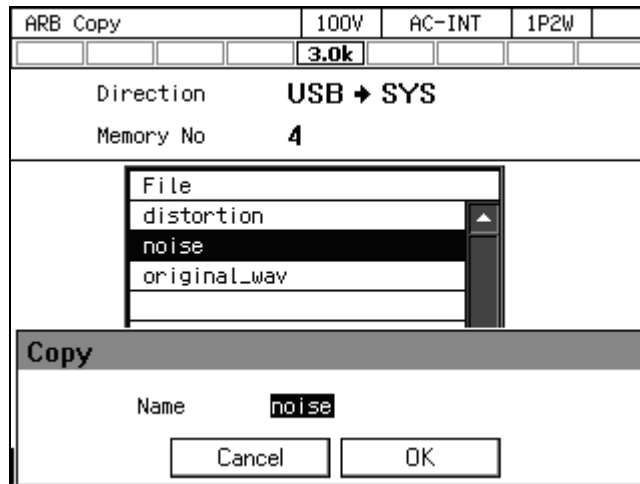 ARB Copy 100V AC-INT 1P2W
3.0k
Direction USB → SYS
Memory No 4
File
distortion
noise
original_wav
Copy
Name noise
Cancel OK